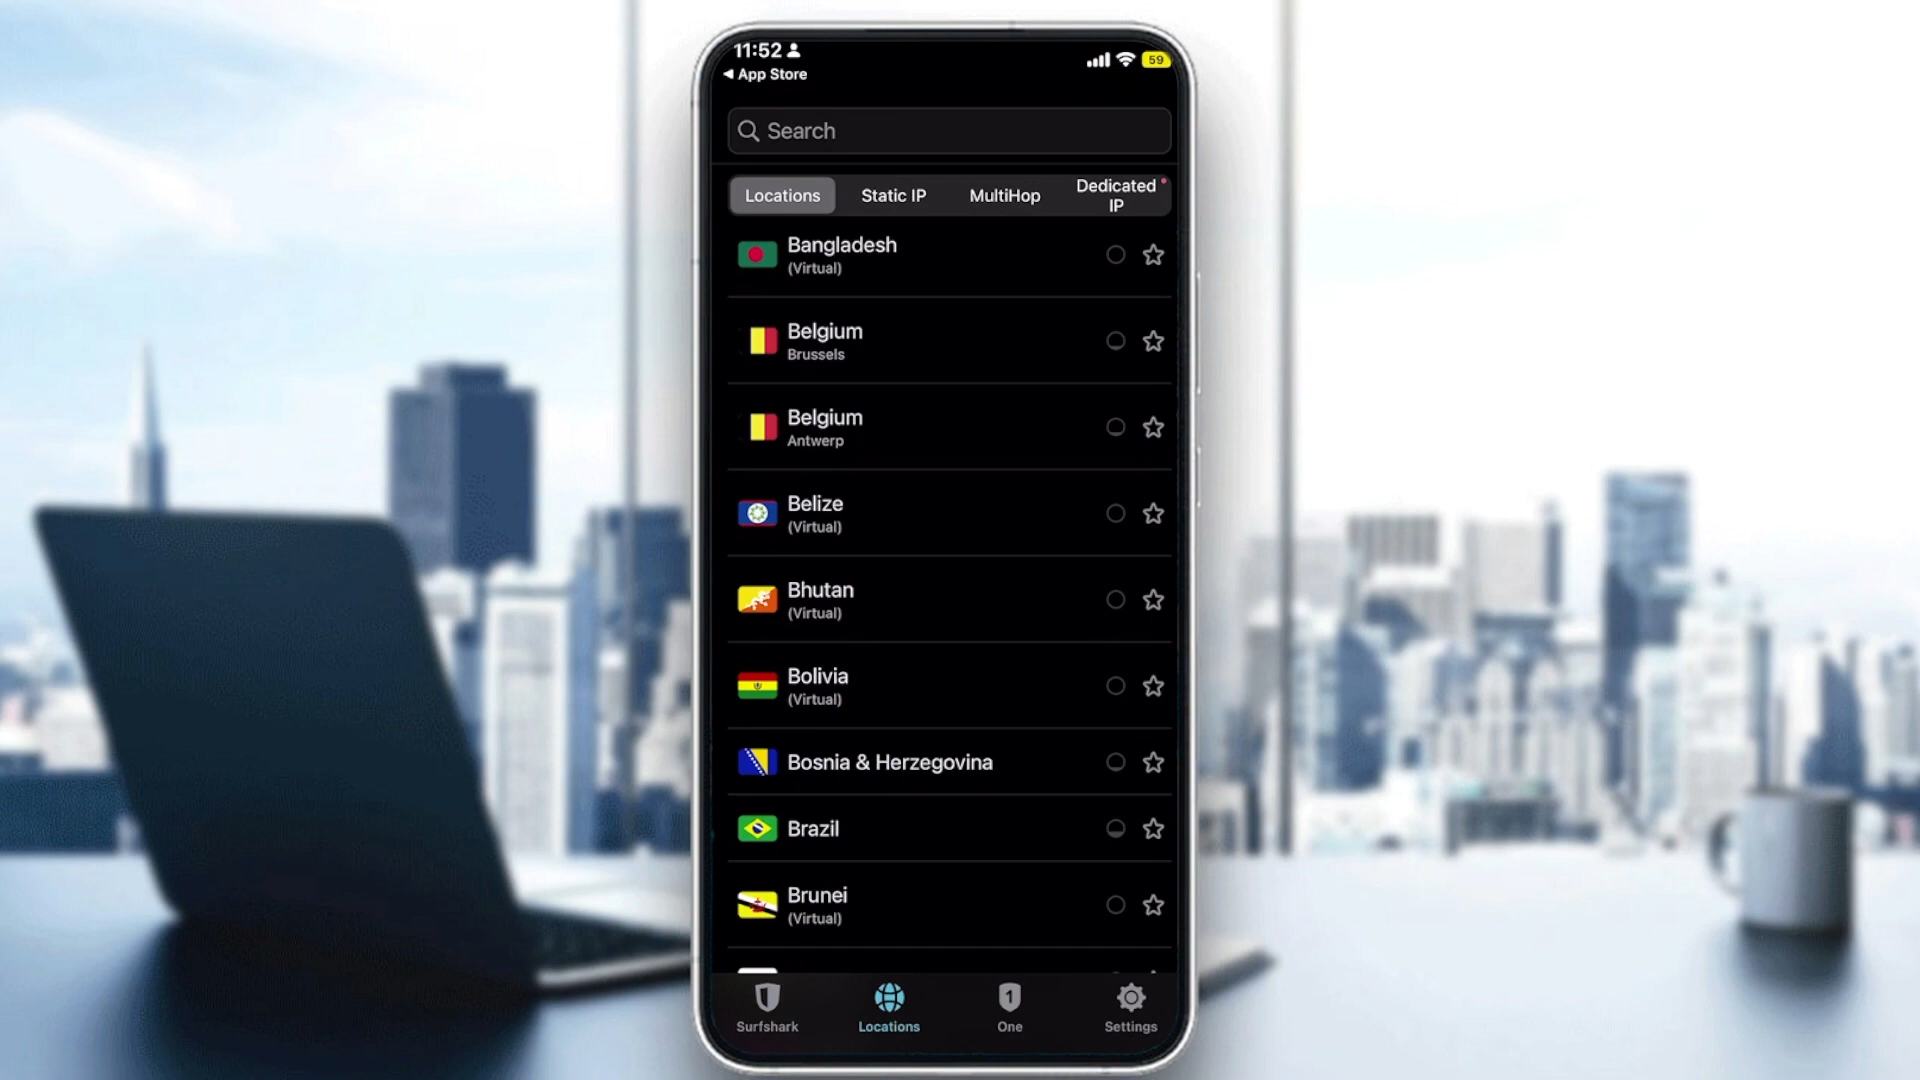 11:52
59
App Store
Search
Locations
Static IP
MultiHop
Dedicated
IP
Bangladesh
(Virtual)
Belgium
Brussels
Belgium
Antwerp
Belize
(Virtual)
Bhutan
(Virtual)
Bolivia
(Virtual)
Bosnia & Herzegovina
Brazil
Brunei
(Virtual)
1
Surfshark
Locations
One
Settings